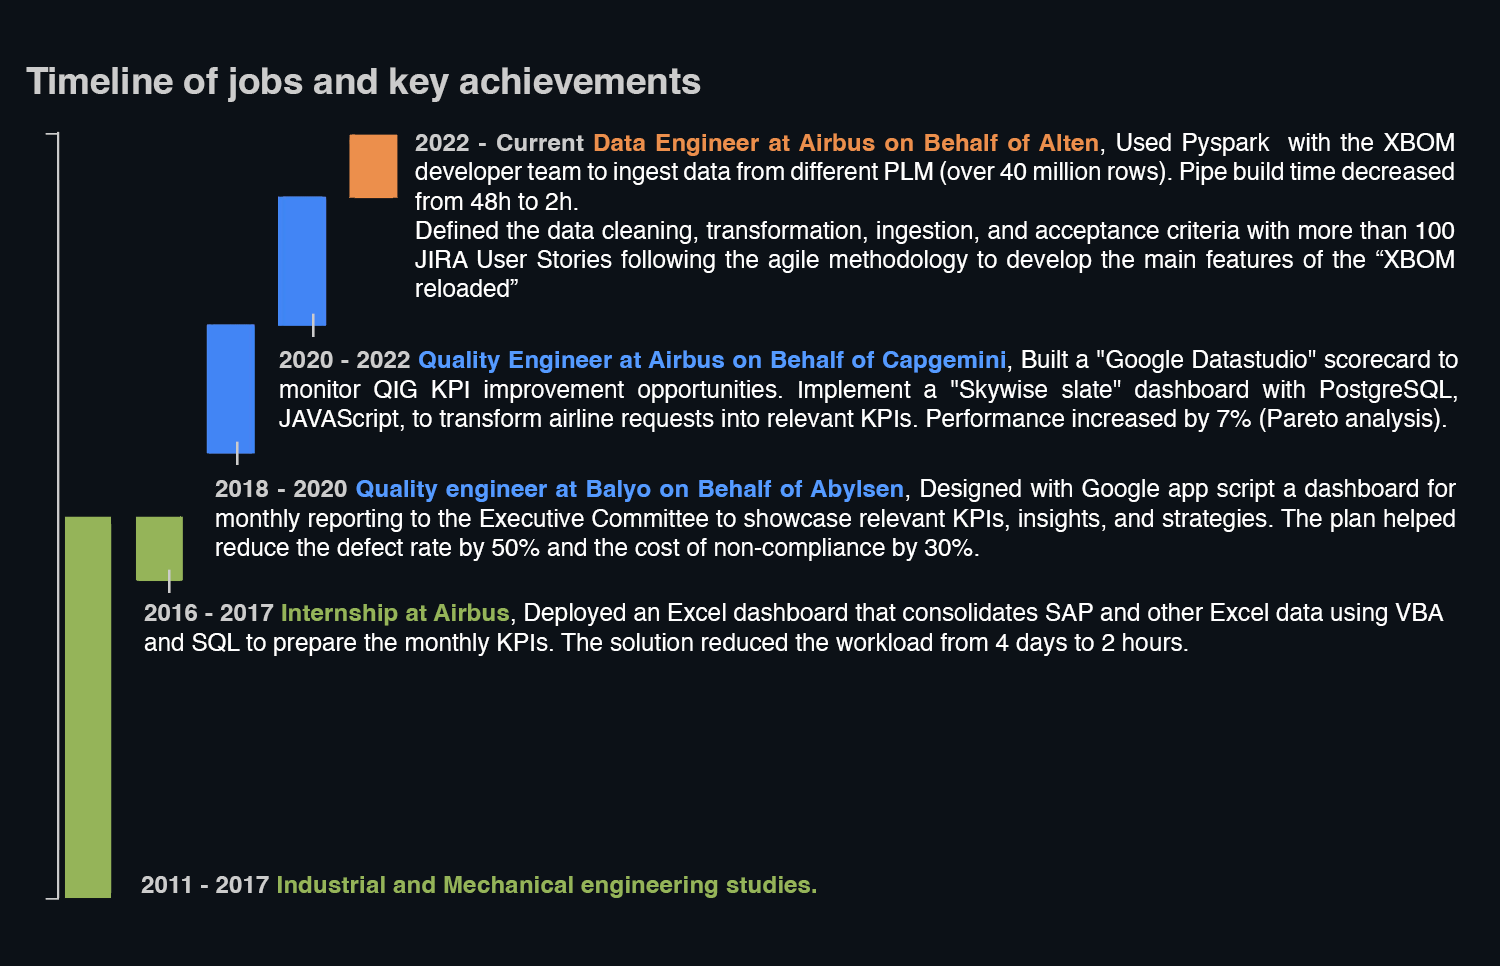 Timeline of jobs and key achievements
2022 - Current Data Engineer at Airbus on Behalf of Alten, Used Pyspark  with the XBOM
developer team to ingest data from different PLM (over 40 million rows). Pipe build time decreased
from 48h to 2h.
Defined the data cleaning, transformation, ingestion, and acceptance criteria with more than 100
JIRA User Stories following the agile methodology to develop the main features of the “XBOM
reloaded”
2020 - 2022 Quality Engineer at Airbus on Behalf of Capgemini, Built a "Google Datastudio" scorecard to
monitor QIG KPI improvement opportunities. Implement a "Skywise slate" dashboard with PostgreSQL,
JAVAScript, to transform airline requests into relevant KPIs. Performance increased by 7% (Pareto analysis).
2018 - 2020 Quality engineer at Balyo on Behalf of Abylsen, Designed with Google app script a dashboard for
monthly reporting to the Executive Committee to showcase relevant KPIs, insights, and strategies. The plan helped
reduce the defect rate by 50% and the cost of non-compliance by 30%.
2016 - 2017 Internship at Airbus, Deployed an Excel dashboard that consolidates SAP and other Excel data using VBA
and SQL to prepare the monthly KPIs. The solution reduced the workload from 4 days to 2 hours.
2011 - 2017 Industrial and Mechanical engineering studies.